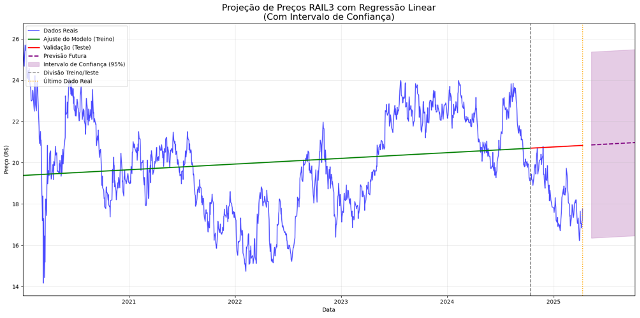 Projeção de Preços RAIL3 com Regressão Linear
(Com Intervalo de Confiança)
Dados Reais
Ajuste do Modelo (Treino)
Validação (Teste)
Previsão Futura
Intervalo de Confiança (95%)
Divisão Treino/Teste
Último Dado Real
Preço (R$)
26
24
22
20
18
16
14
2021
2022
2023
2024
2025
Data